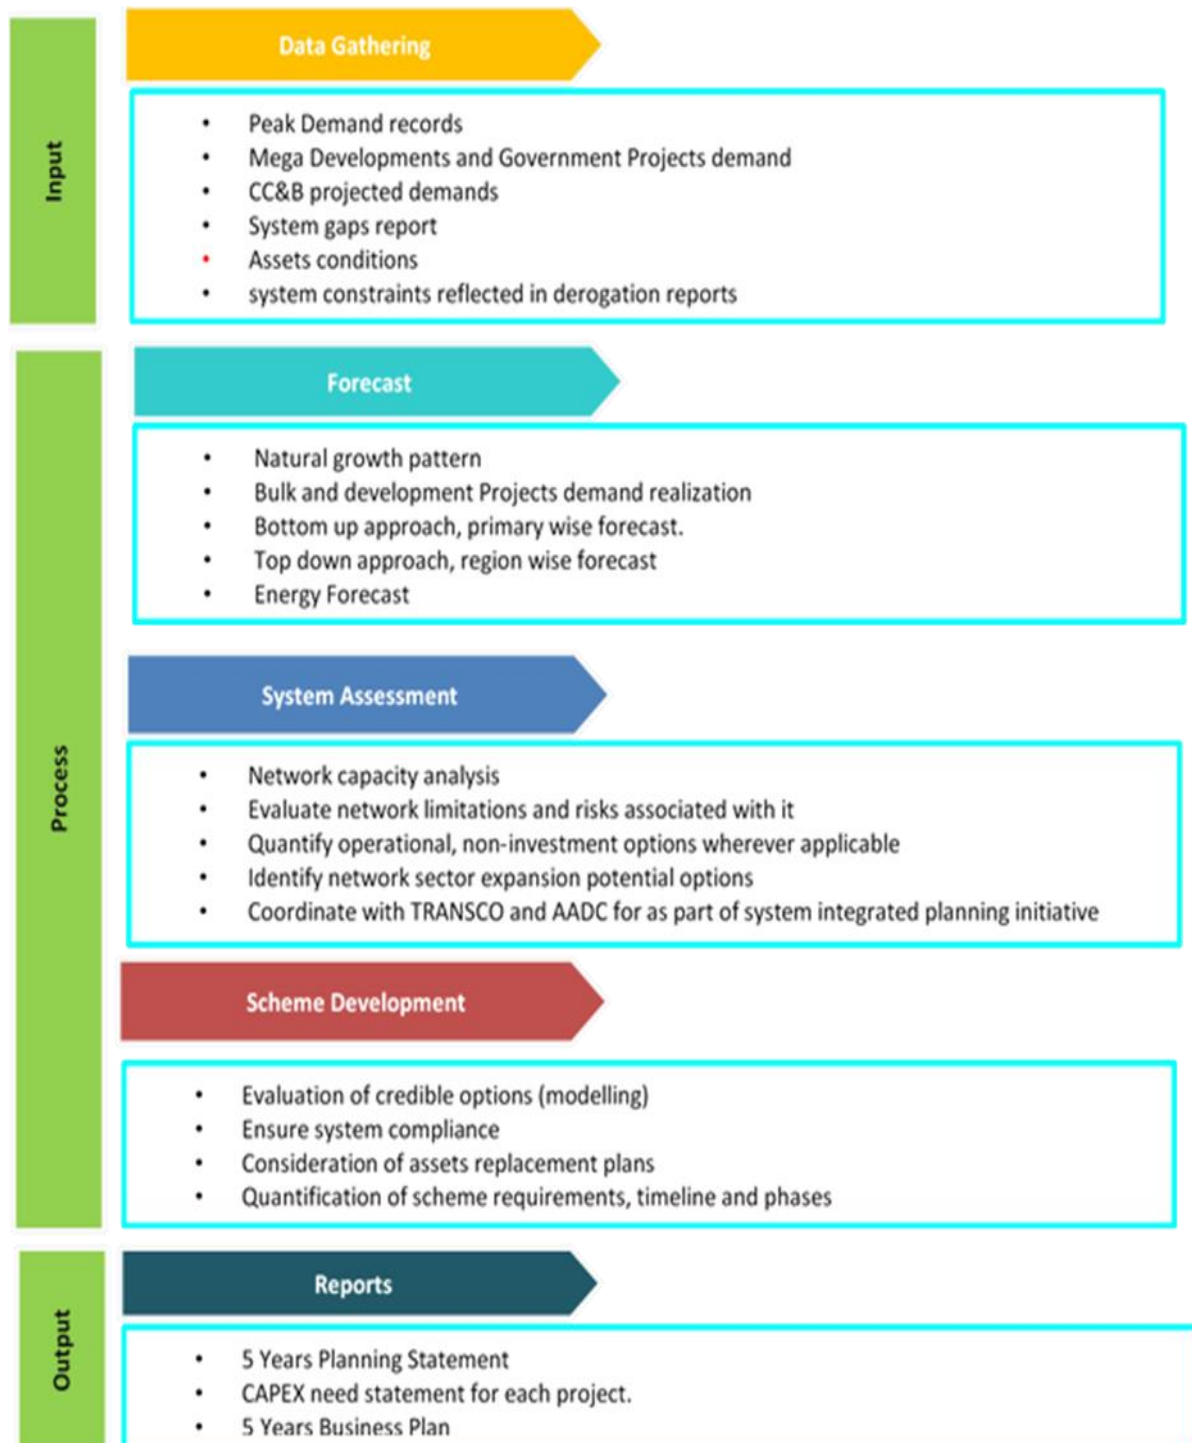 Input
Data Gathering
• Peak Demand records
• Mega Developments and Government Projects demand
• CC&B projected demands
• System gaps report
• Assets conditions
• system constraints reflected in derogation reports
Process
Forecast
• Natural growth pattern
• Bulk and development Projects demand realization
• Bottom up approach, primary wise forecast.
• Top down approach, region wise forecast
• Energy Forecast
System Assessment
• Network capacity analysis
• Evaluate network limitations and risks associated with it
• Quantify operational, non-investment options wherever applicable
• Identify network sector expansion potential options
• Coordinate with TRANSCO and AADC for as part of system integrated planning initiative
Scheme Development
• Evaluation of credible options (modelling)
• Ensure system compliance
• Consideration of assets replacement plans
• Quantification of scheme requirements, timeline and phases
Output
Reports
• 5 Years Planning Statement
• CAPEX need statement for each project.
• 5 Years Business Plan